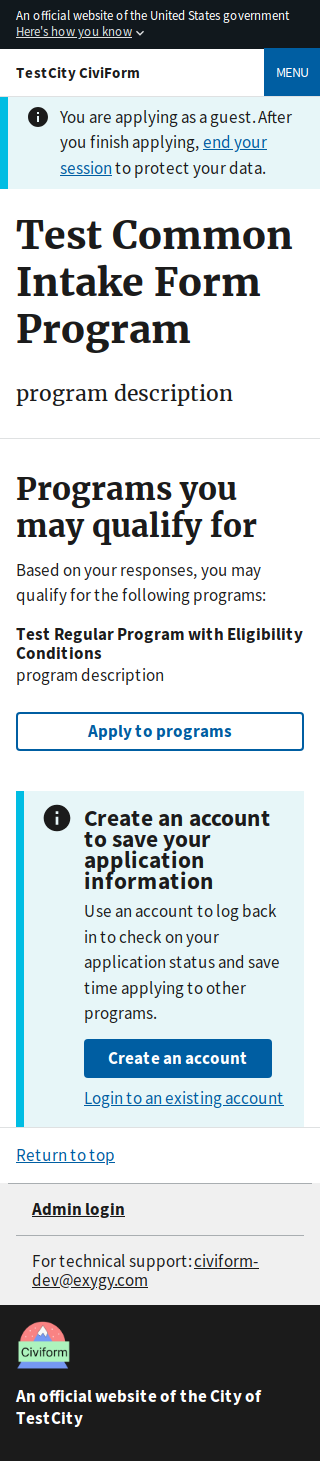 An official website of the United States government
Here's how you know
TestCity CiviForm
MENU
You are applying as a guest. After
you finish applying, end your
session to protect your data.
Test Common
Intake Form
Program
program description
Programs you
may qualify for
Based on your responses, you may
qualify for the following programs:
Test Regular Program with Eligibility
Conditions
program description
Apply to programs
Create an account
to save your
application
information
Use an account to log back
in to check on your
application status and save
time applying to other
programs.
Create an account
Login to an existing account
Return to top
Admin login
For technical support: civiform-
dev@exygy.com
Civiform
An official website of the City of
TestCity